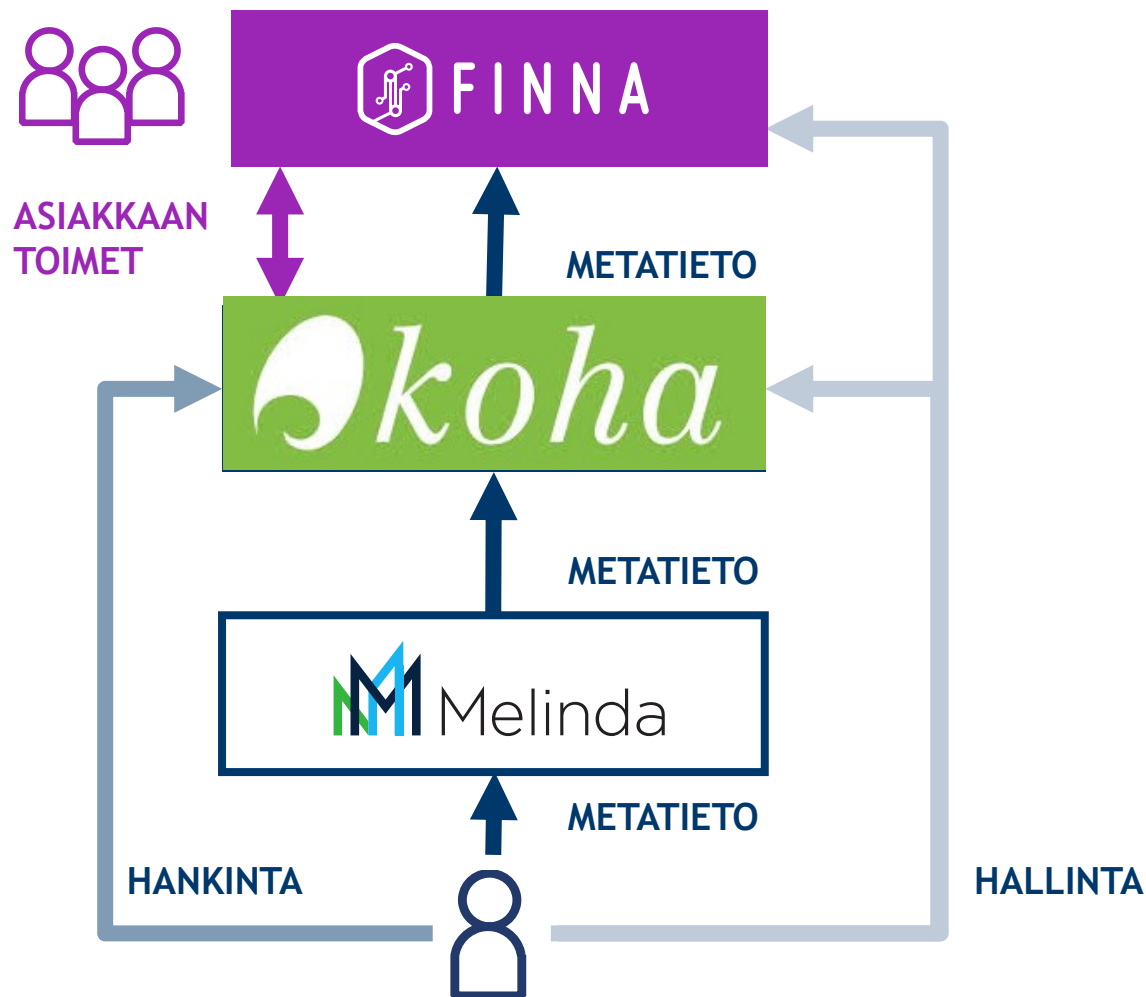 FINNA
ASIAKKAAN
TOIMET
METATIETO
koha
METATIETO
Melinda
METATIETO
HANKINTA
HALLINTA